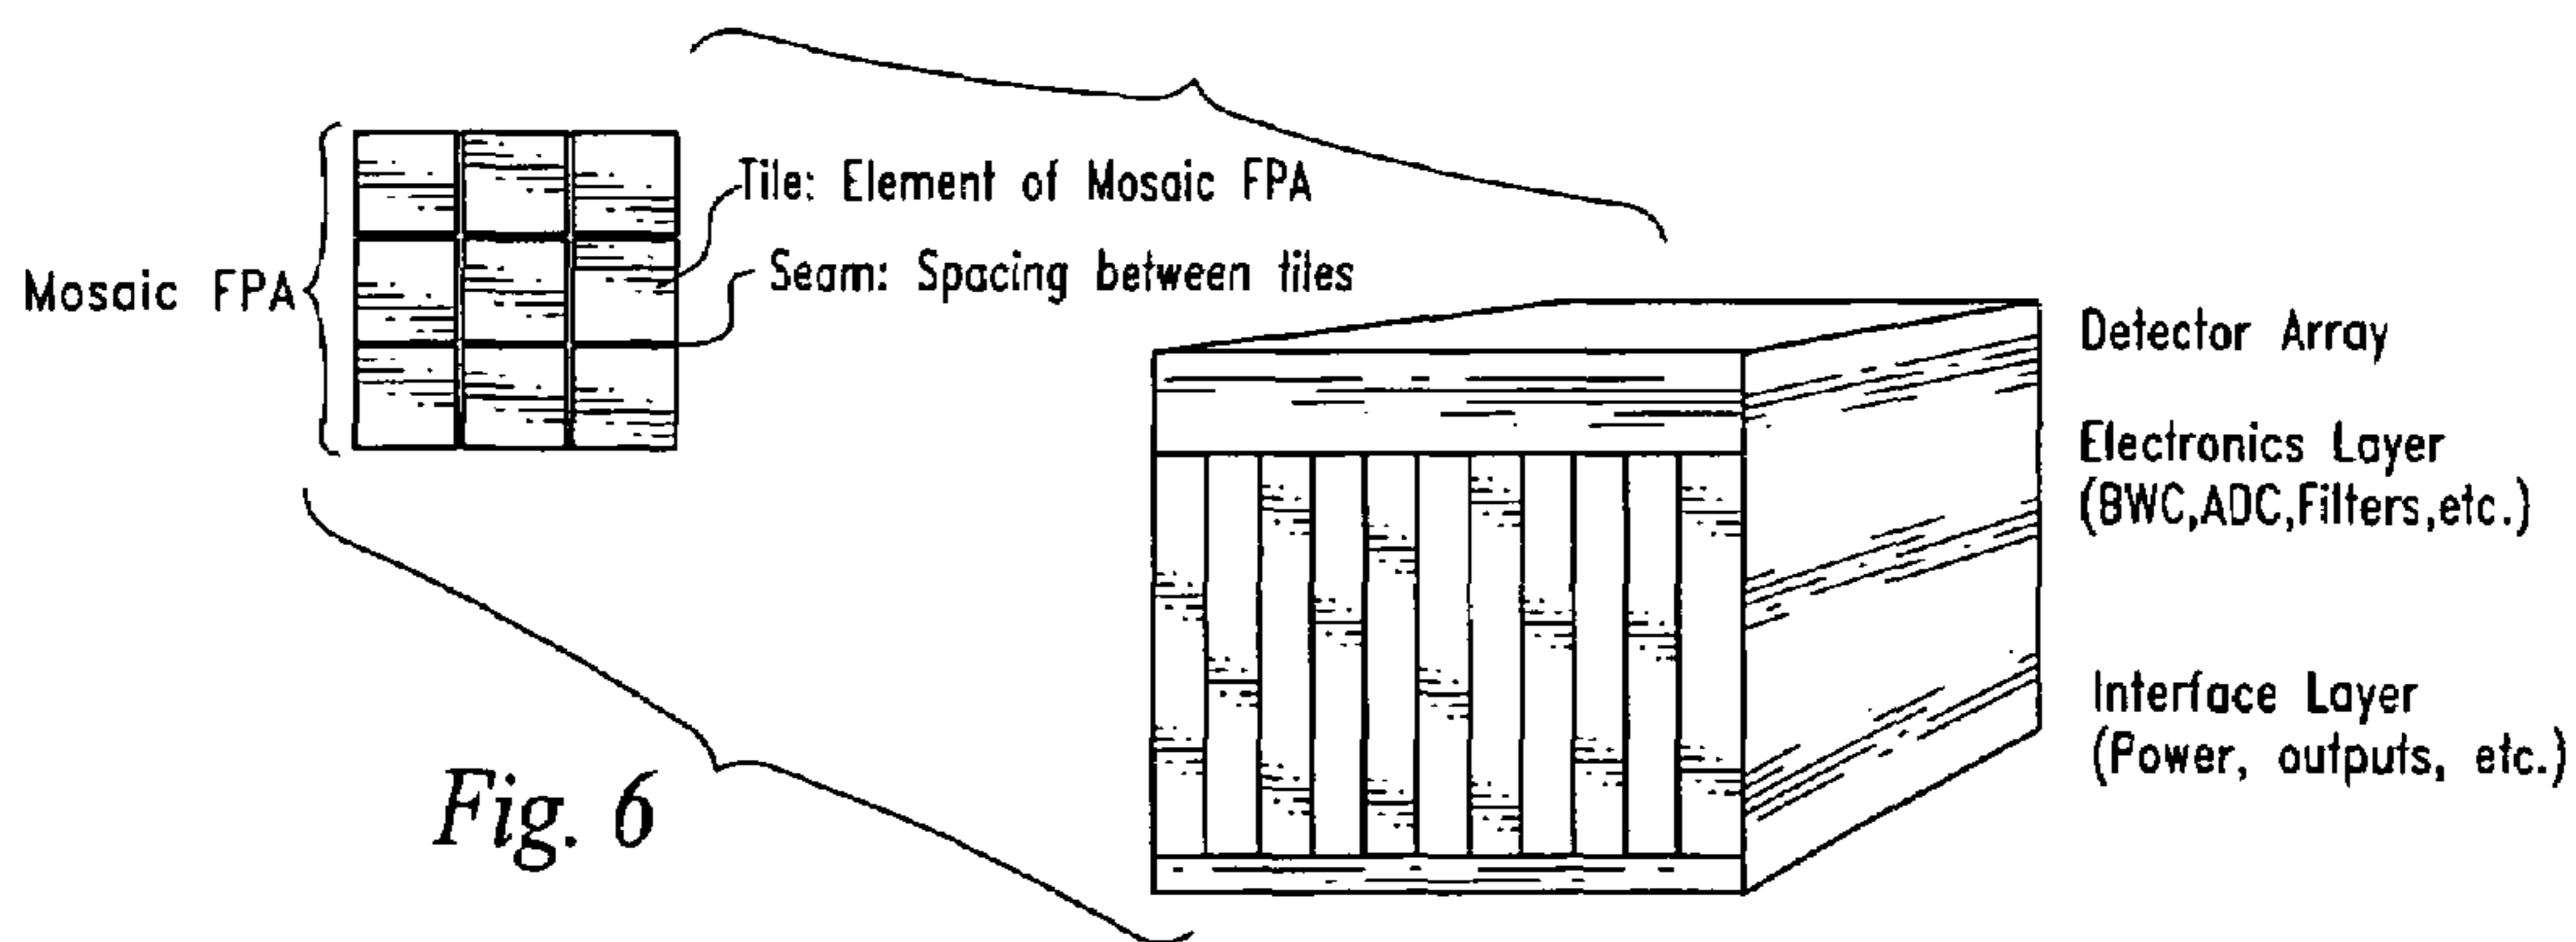 Tile: Element of Mosaic FPA
Mosaic FPA
Seam: Spacing between tiles
Detector Array
Electronics Layer
(BWC,ADC,Filters,etc.)
Interface Layer
(Power, outputs, etc.)
Fig. 6